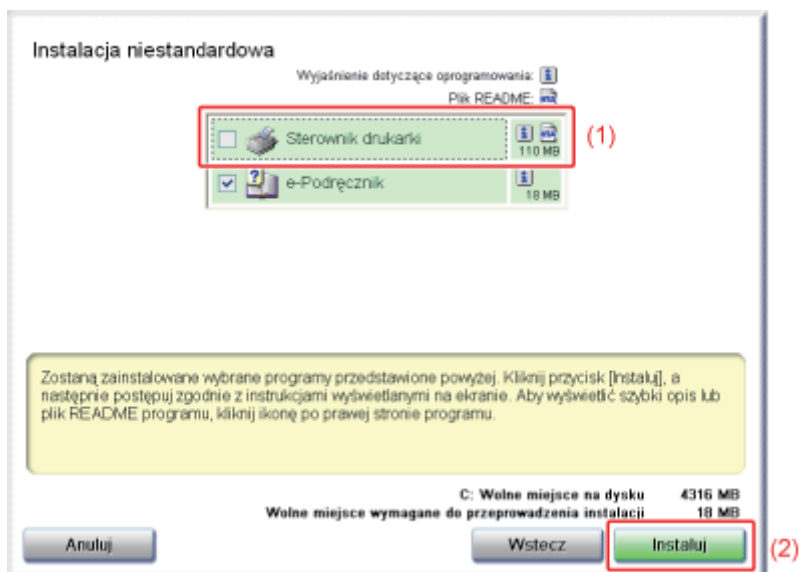 Instalacja niestandardowa
Wyjaśnienie dotyczące oprogramowania:
Plik README:
Sterownik drukarki
110 MB
(1)
e-Podręcznik
18 MB
Zostaną zainstalowane wybrane programy przedstawione powyżej. Kliknij przycisk [Instaluj], a
następnie postępuj zgodnie z instrukcjami wyświetlanymi na ekranie. Aby wyświetlić szybki opis lub
plik README programu, kliknij ikonę po prawej stronie programu.
C: Wolne miejsce na dysku 4316 MB
Wolne miejsce wymagane do przeprowadzenia instalacji 18 MB
Anuluj Wstecz Instaluj (2)